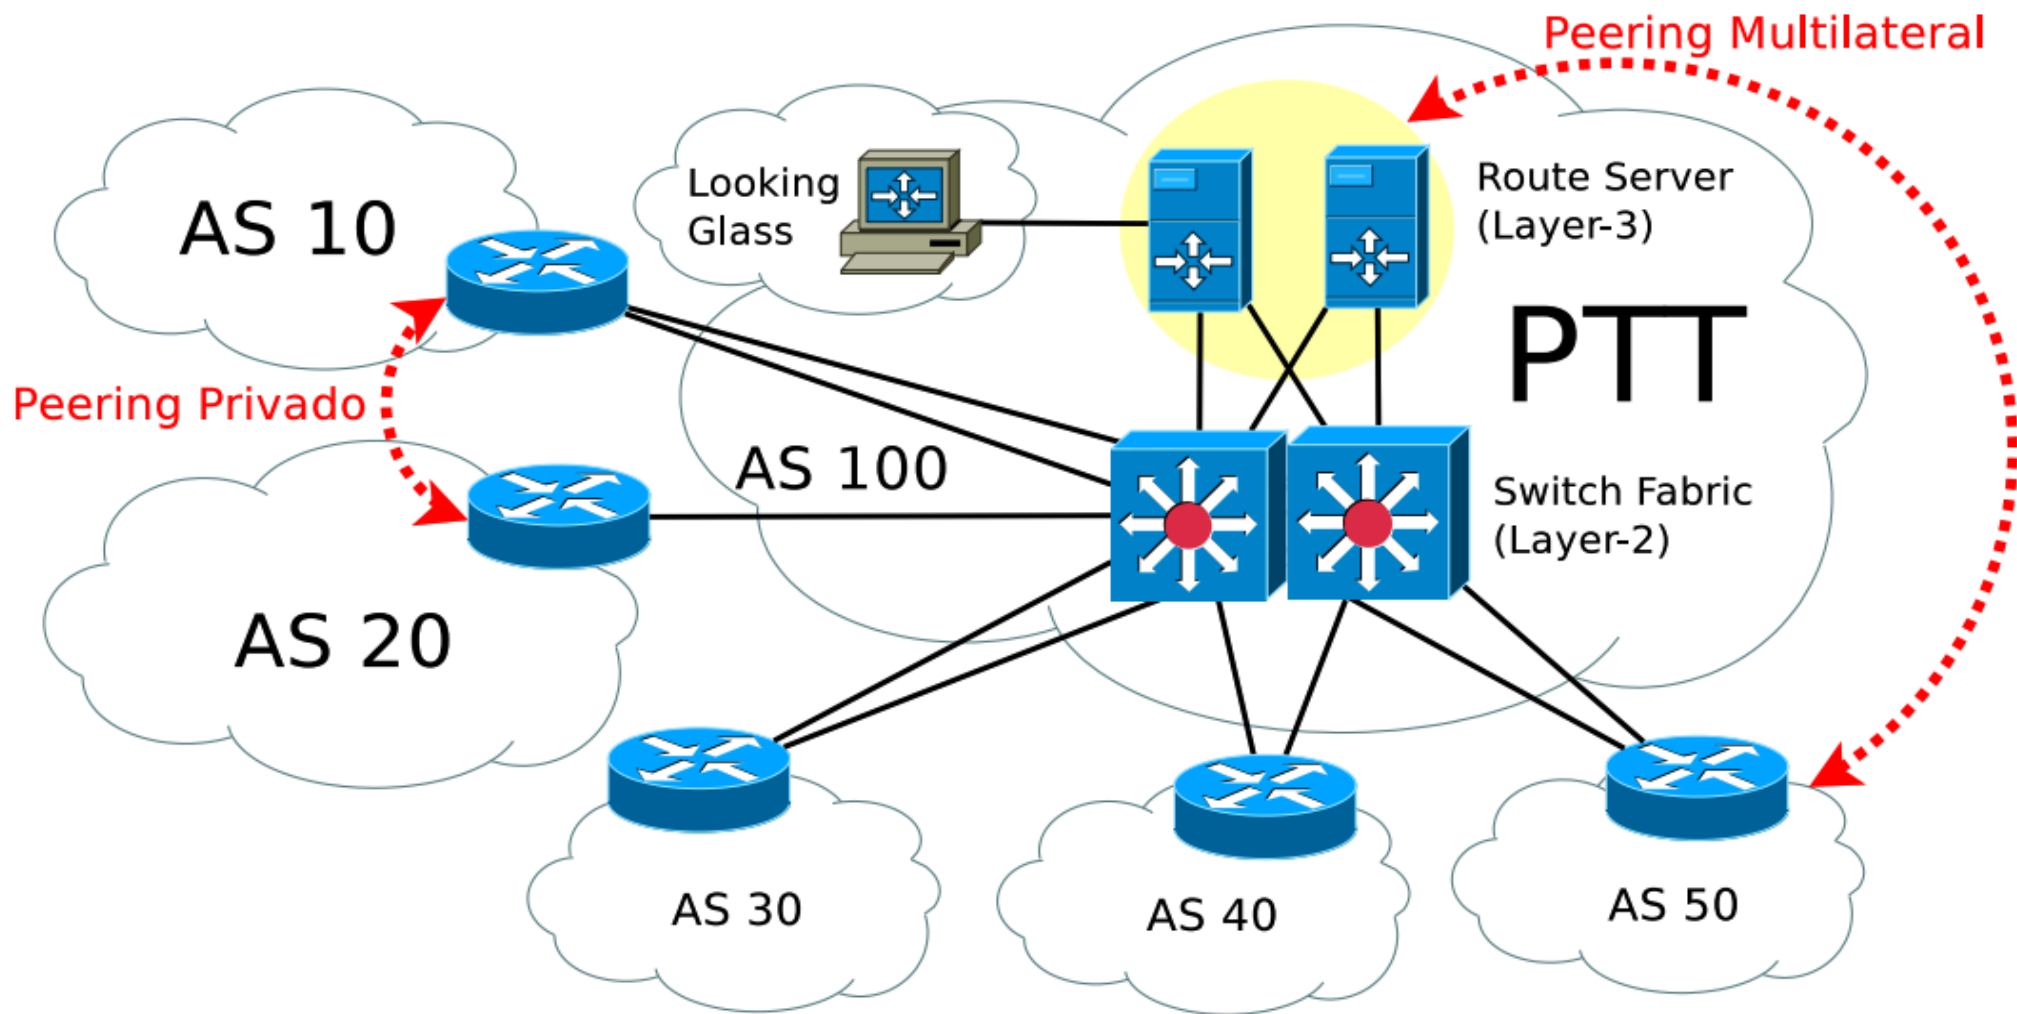 Peering Multilateral
Looking
Glass
Route Server
(Layer-3)
AS 10
PTT
Peering Privado
AS 100
Switch Fabric
(Layer-2)
AS 20
AS 30
AS 40
AS 50